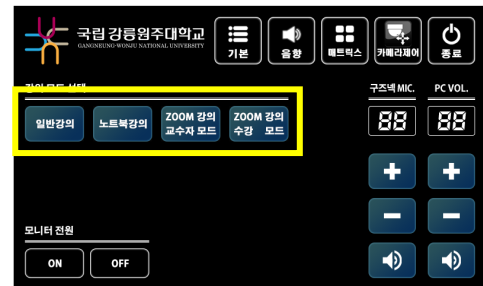 국립강릉원주대학교
GANGNEUNG-WONJU NATIONAL UNIVERSITY
기본
음향
매트릭스
카메라제어
종료
강의 모드 선택
구즈넥 MIC.
PC VOL.
일반강의
노트북강의
ZOOM 강의
교수자 모드
ZOOM 강의
수강 모드
88
88
+
+
-
-
모니터 전원
ON
OFF